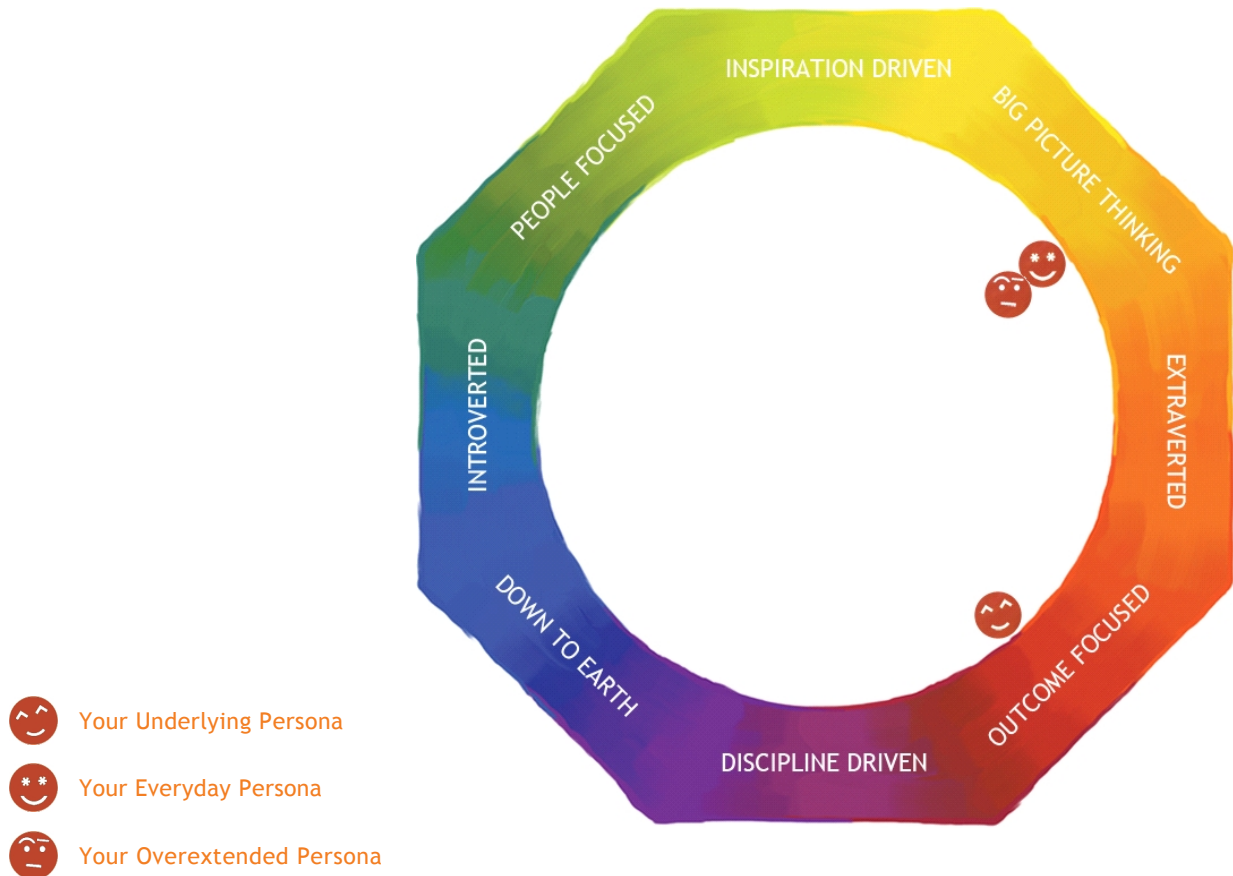 INSPIRATION DRIVEN
BIG PICTURE THINKING
PEOPLE FOCUSED
EXTRAVERTED
INTROVERTED
OUTCOME FOCUSED
DOWN TO EARTH
DISCIPLINE DRIVEN
Your Underlying Persona
Your Everyday Persona
Your Overextended Persona